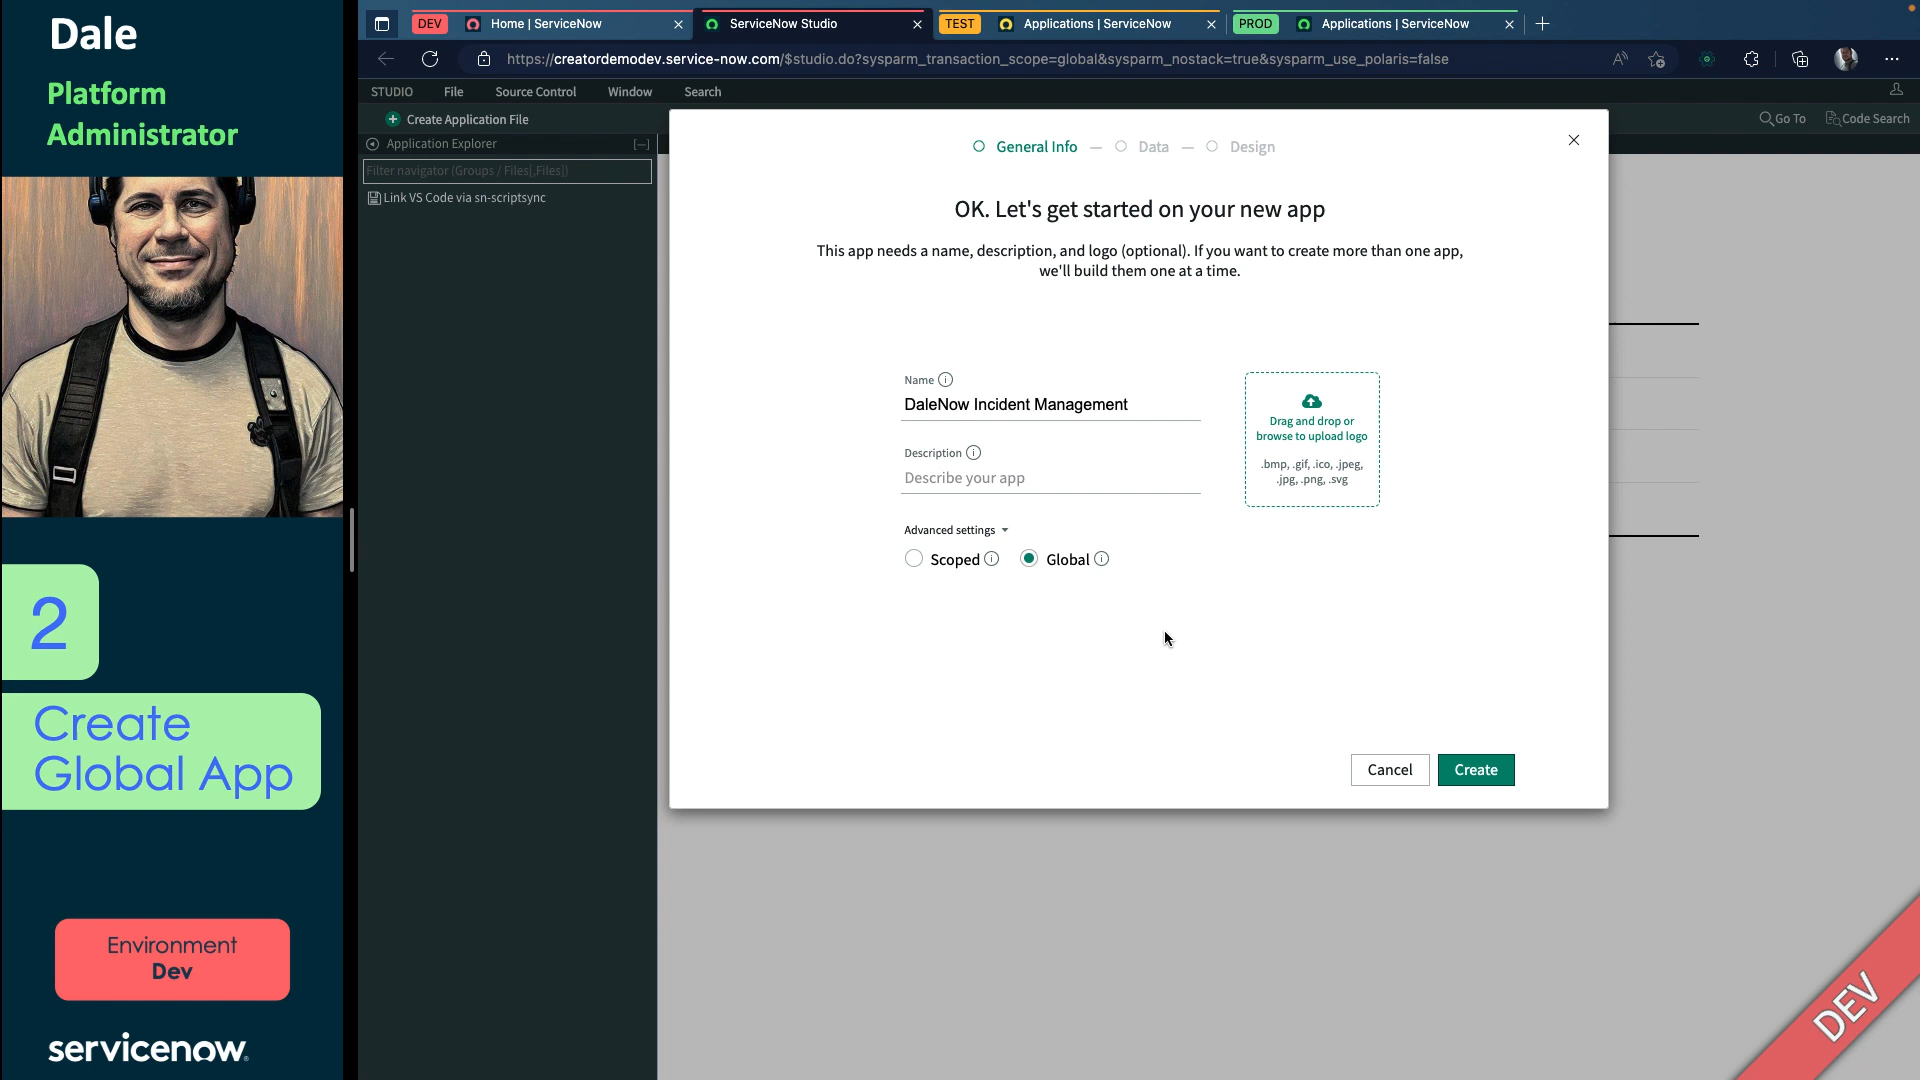 Dale
Platform
Administrator
2
Create
Global App
Environment
Dev
servicenow
DEV
Home | ServiceNow
ServiceNow Studio
TEST
Applications | ServiceNow
PROD
Applications | ServiceNow
https://creatordemodev.service-now.com/$studio.do?sysparm_transaction_scope=global&sysparm_nostack=true&sysparm_use_polaris=false
STUDIO
File
Source Control
Window
Search
Create Application File
Go To
Code Search
Application Explorer
Filter navigator (Groups / Files[,Files])
Link VS Code via sn-scriptsync
General Info
Data
Design
OK. Let's get started on your new app
This app needs a name, description, and logo (optional). If you want to create more than one app,
we'll build them one at a time.
Name
DaleNow Incident Management
Description
Describe your app
Advanced settings
Scoped
Global
Drag and drop or
browse to upload logo
.bmp, .gif, .ico, .jpeg,
.jpg, .png, .svg
Cancel
Create
DEV